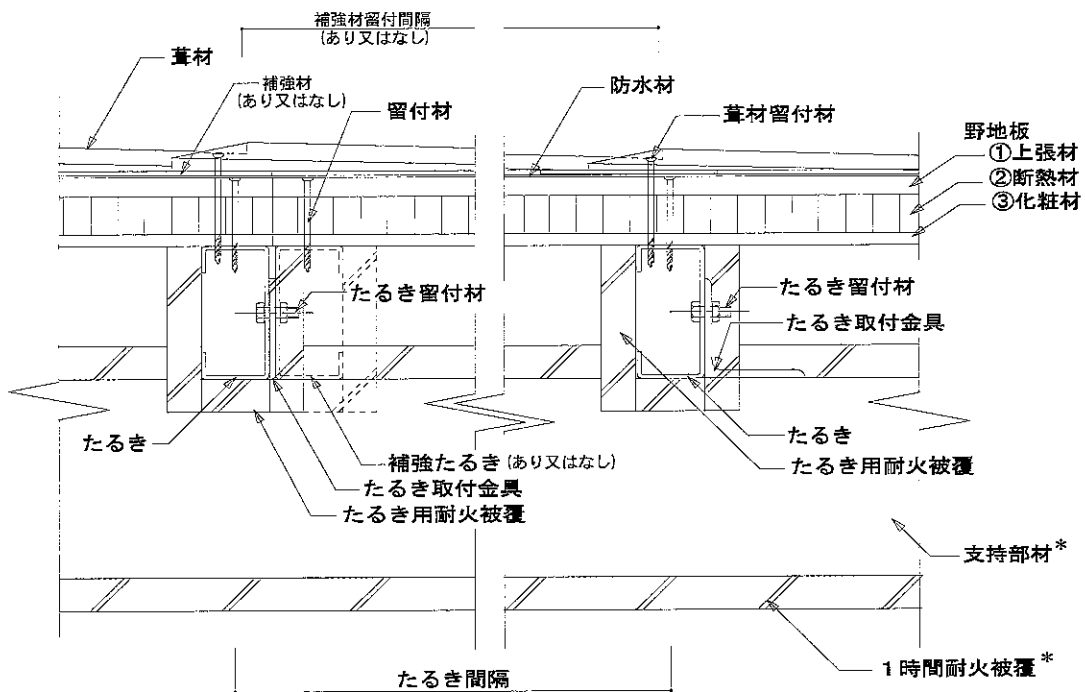 補強材留付間隔
(あり又はなし)
葺材
補強材
(あり又はなし)
留付材
防水材
葺材留付材
野地板
①上張材
②断熱材
③化粧材
たるき留付材
たるき留付材
たるき取付金具
たるき
補強たるき (あり又はなし)
たるき取付金具
たるき用耐火被覆
たるき
たるき用耐火被覆
支持部材*
1時間耐火被覆*
たるき間隔